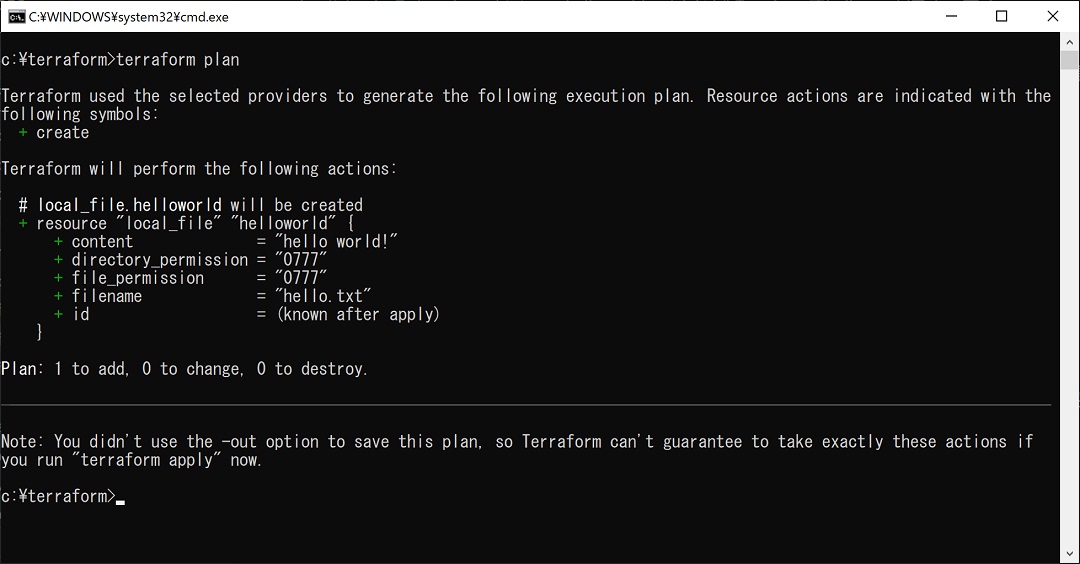 C:¥WINDOWS¥system32¥cmd.exe
c:¥terraform>terraform plan
Terraform used the selected providers to generate the following execution plan. Resource actions are indicated with the
following symbols:
+ create
Terraform will perform the following actions:
# local_file.helloworld will be created
+ resource "local_file" "helloworld" {
+ content = "hello world!"
+ directory_permission = "0777"
+ file_permission = "0777"
+ filename = "hello.txt"
+ id = (known after apply)
}
Plan: 1 to add, 0 to change, 0 to destroy.
Note: You didn't use the -out option to save this plan, so Terraform can't guarantee to take exactly these actions if
you run "terraform apply" now.
c:¥terraform>